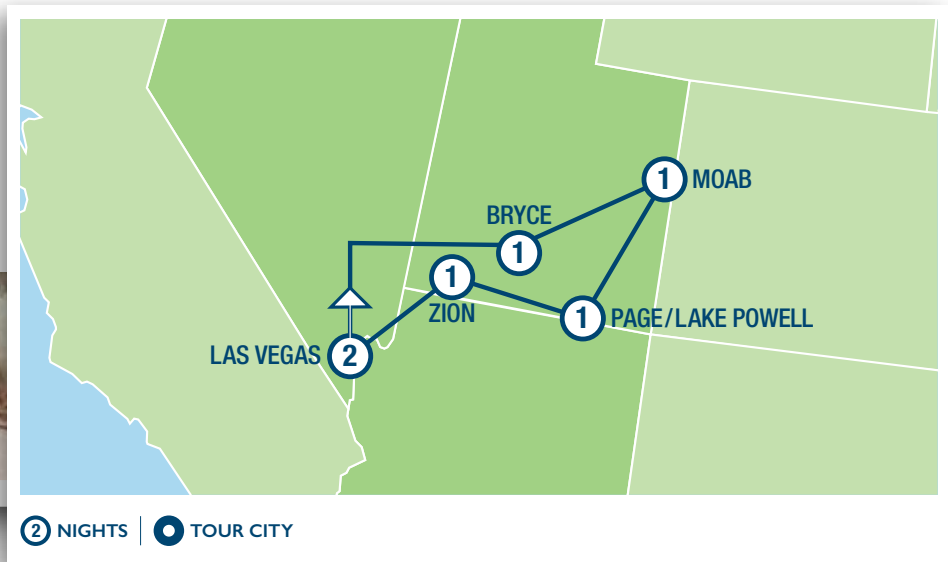 1 MOAB
BRYCE
1
1
ZION
1 PAGE/LAKE POWELL
LAS VEGAS 2
2 NIGHTS | TOUR CITY